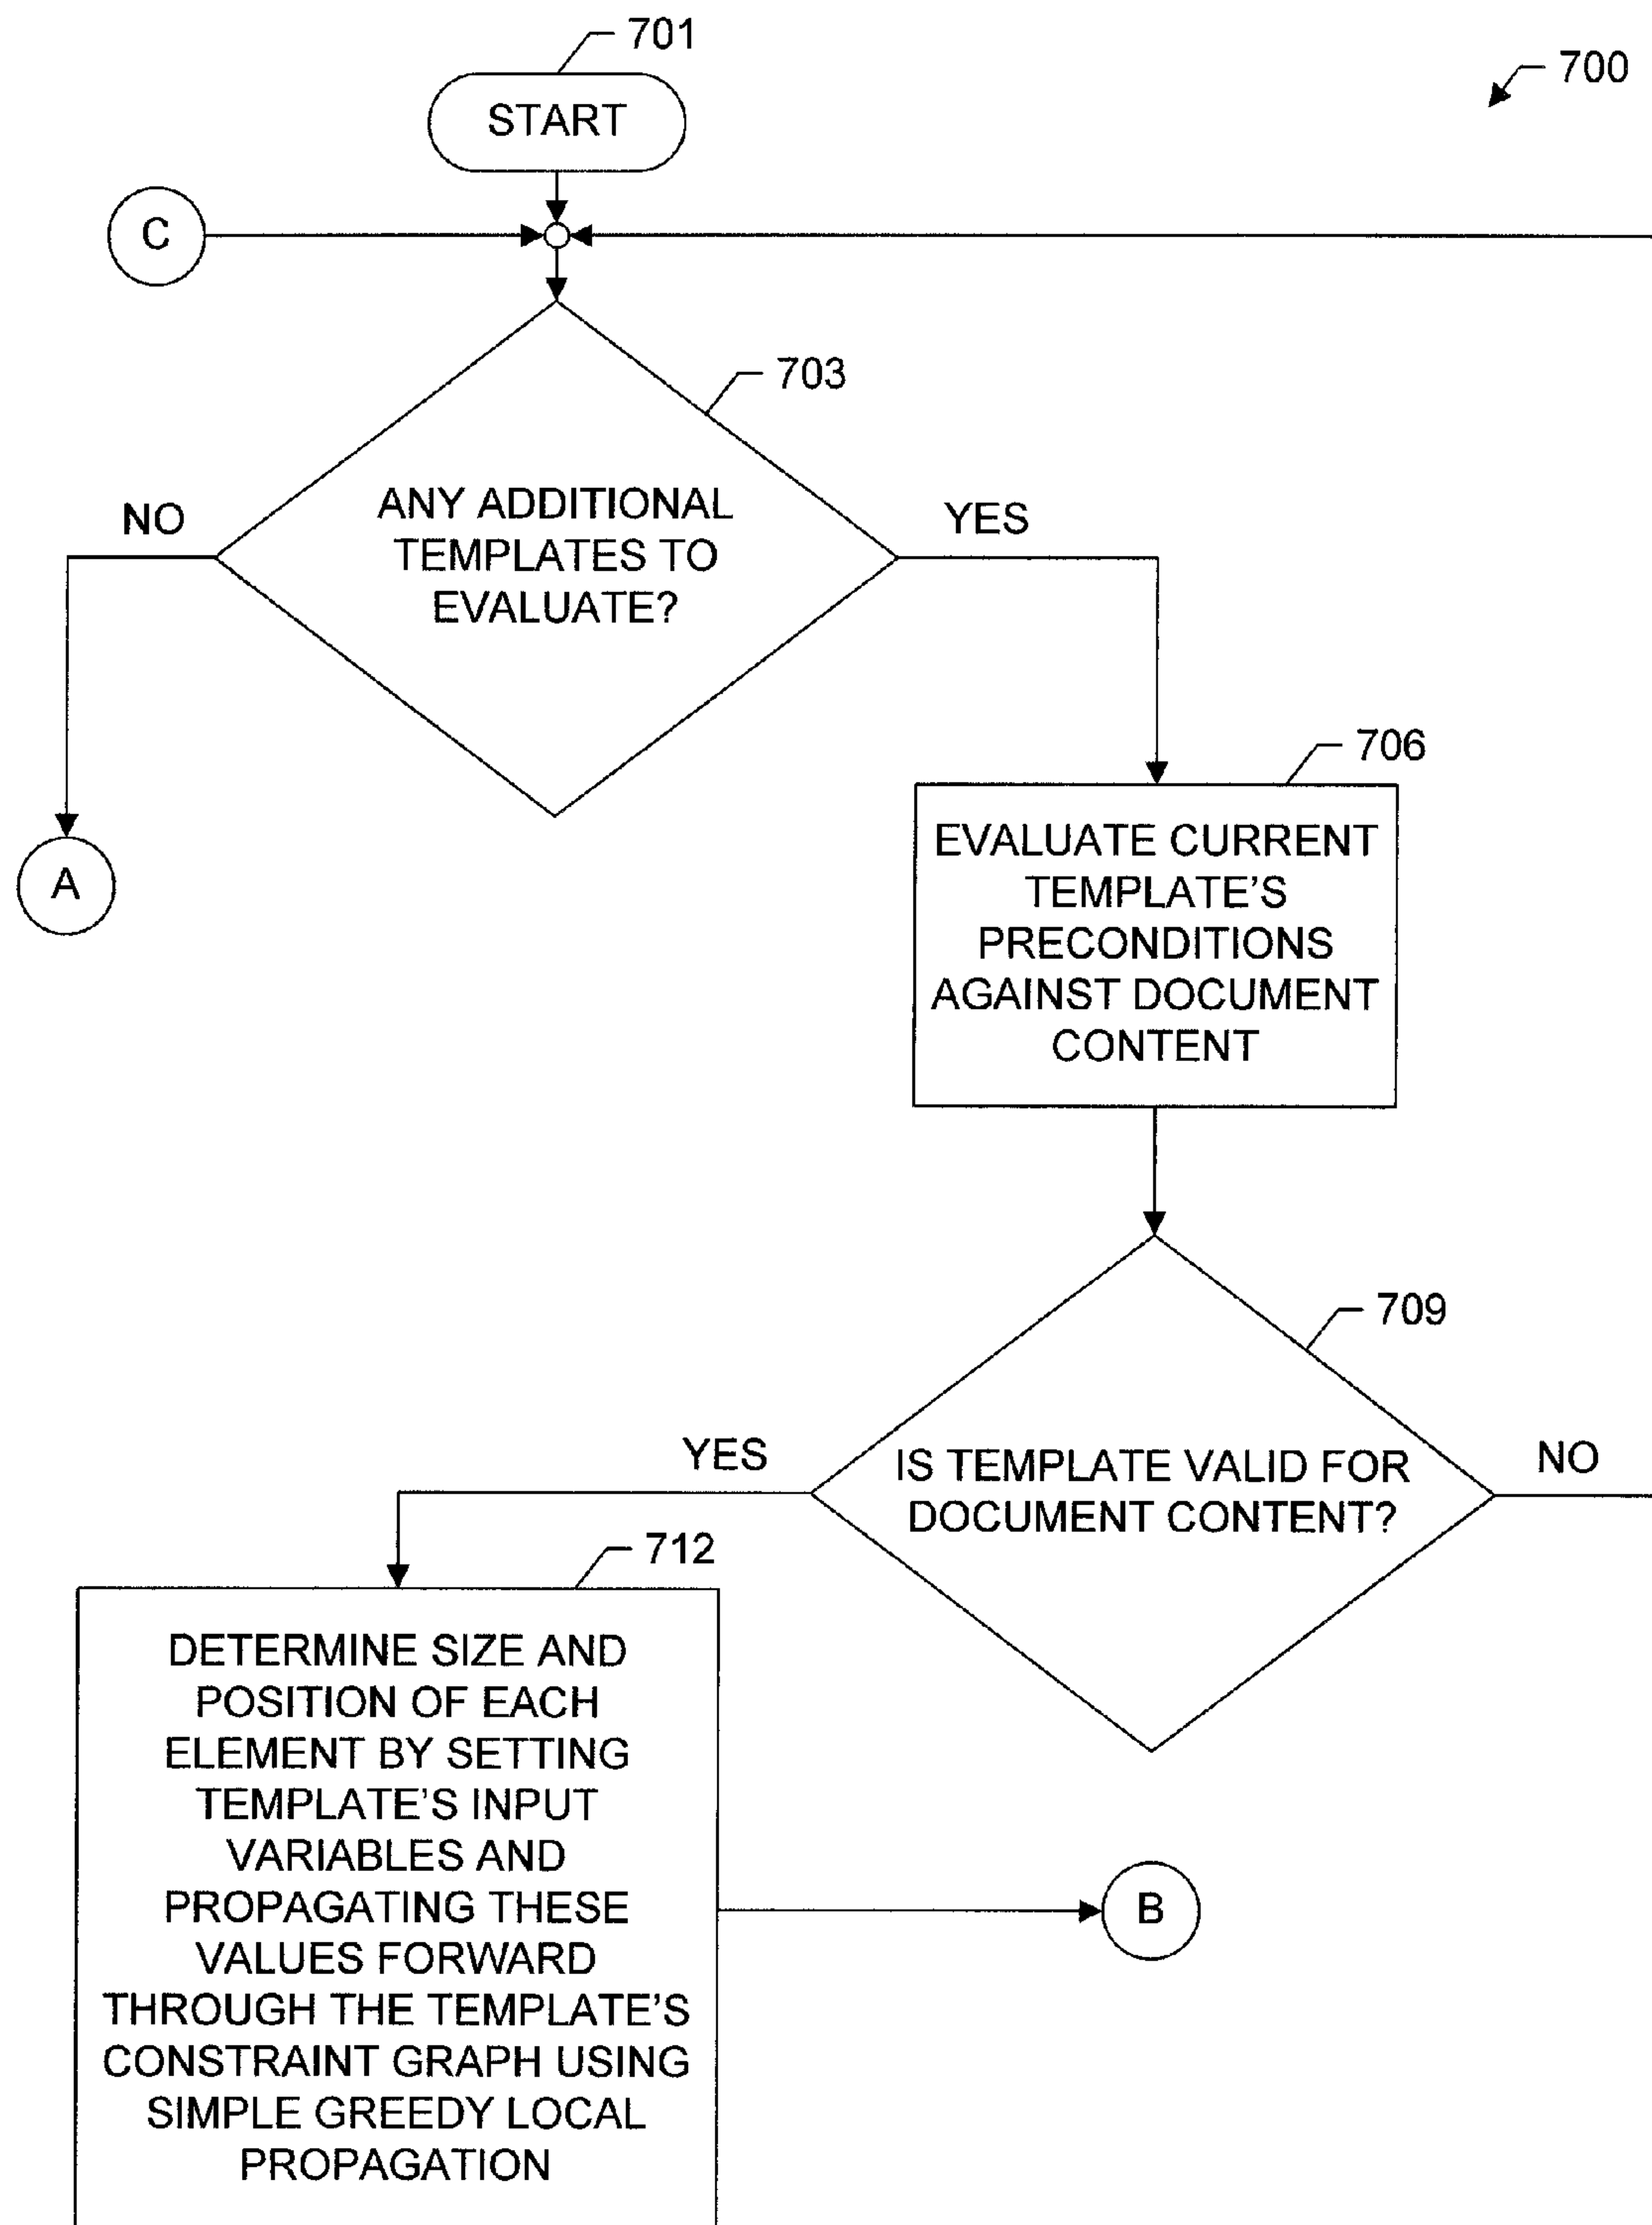 701
700
START
C
703
NO
ANY ADDITIONAL
TEMPLATES TO
EVALUATE?
YES
706
A
EVALUATE CURRENT
TEMPLATE'S
PRECONDITIONS
AGAINST DOCUMENT
CONTENT
709
YES
IS TEMPLATE VALID FOR
DOCUMENT CONTENT?
NO
712
DETERMINE SIZE AND
POSITION OF EACH
ELEMENT BY SETTING
TEMPLATE'S INPUT
VARIABLES AND
PROPAGATING THESE
VALUES FORWARD
THROUGH THE TEMPLATE'S
CONSTRAINT GRAPH USING
SIMPLE GREEDY LOCAL
PROPAGATION
B